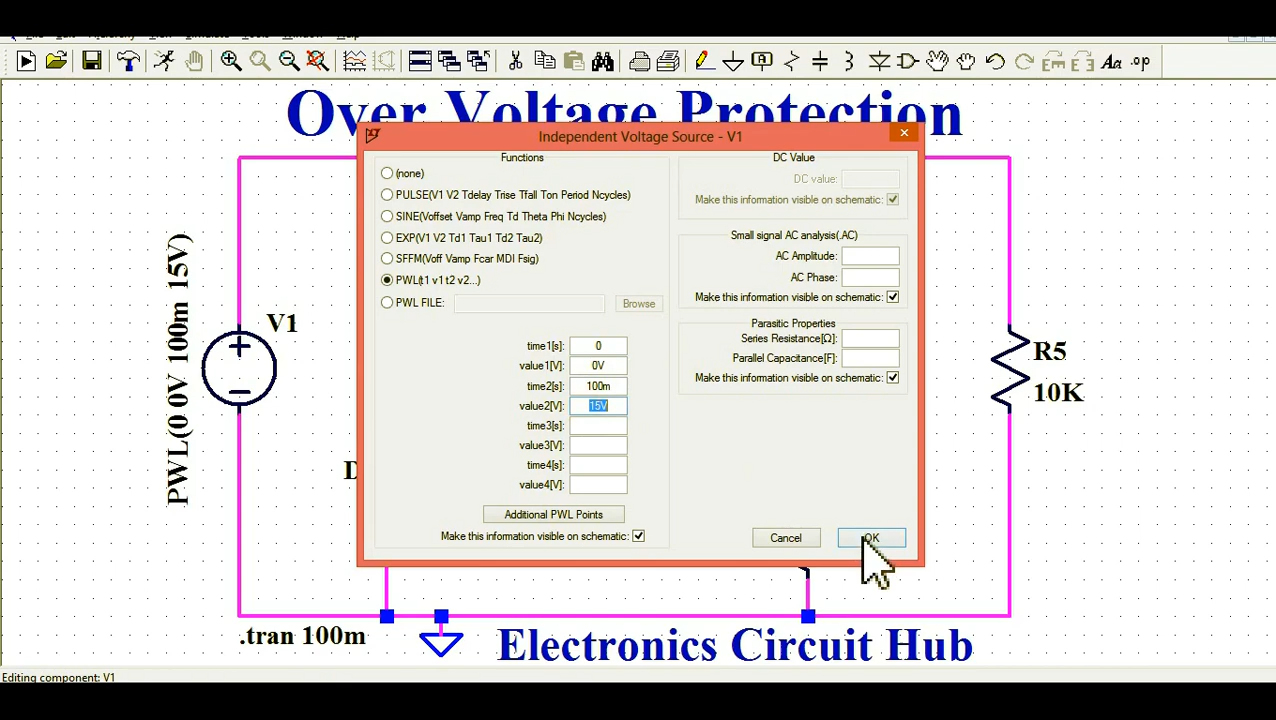 Over Voltage Protection
Independent Voltage Source - V1
Functions
(none)
PULSE(V1 V2 Tdelay Trise Tfall Ton Period Ncycles)
SINE(Voffset Vamp Freq Td Theta Phi Ncycles)
EXP(V1 V2 Td1 Tau1 Td2 Tau2)
SFFM(Voff Vamp Fcar MDI Fsig)
PWL(t1 v1 t2 v2...)
PWL FILE:
Browse
time1[s]: 0
value1[V]: 0V
time2[s]: 100m
value2[V]: 15V
time3[s]:
value3[V]:
time4[s]:
value4[V]:
Additional PWL Points
Make this information visible on schematic:
DC Value
DC value:
Make this information visible on schematic:
Small signal AC analysis(.AC)
AC Amplitude:
AC Phase:
Make this information visible on schematic:
Parasitic Properties
Series Resistance[Ω]:
Parallel Capacitance[F]:
Make this information visible on schematic:
Cancel
OK
PWL(0 0V 100m 15V)
V1
D
R5
10K
.tran 100m
Electronics Circuit Hub
Editing component: V1
Aa
.op
A